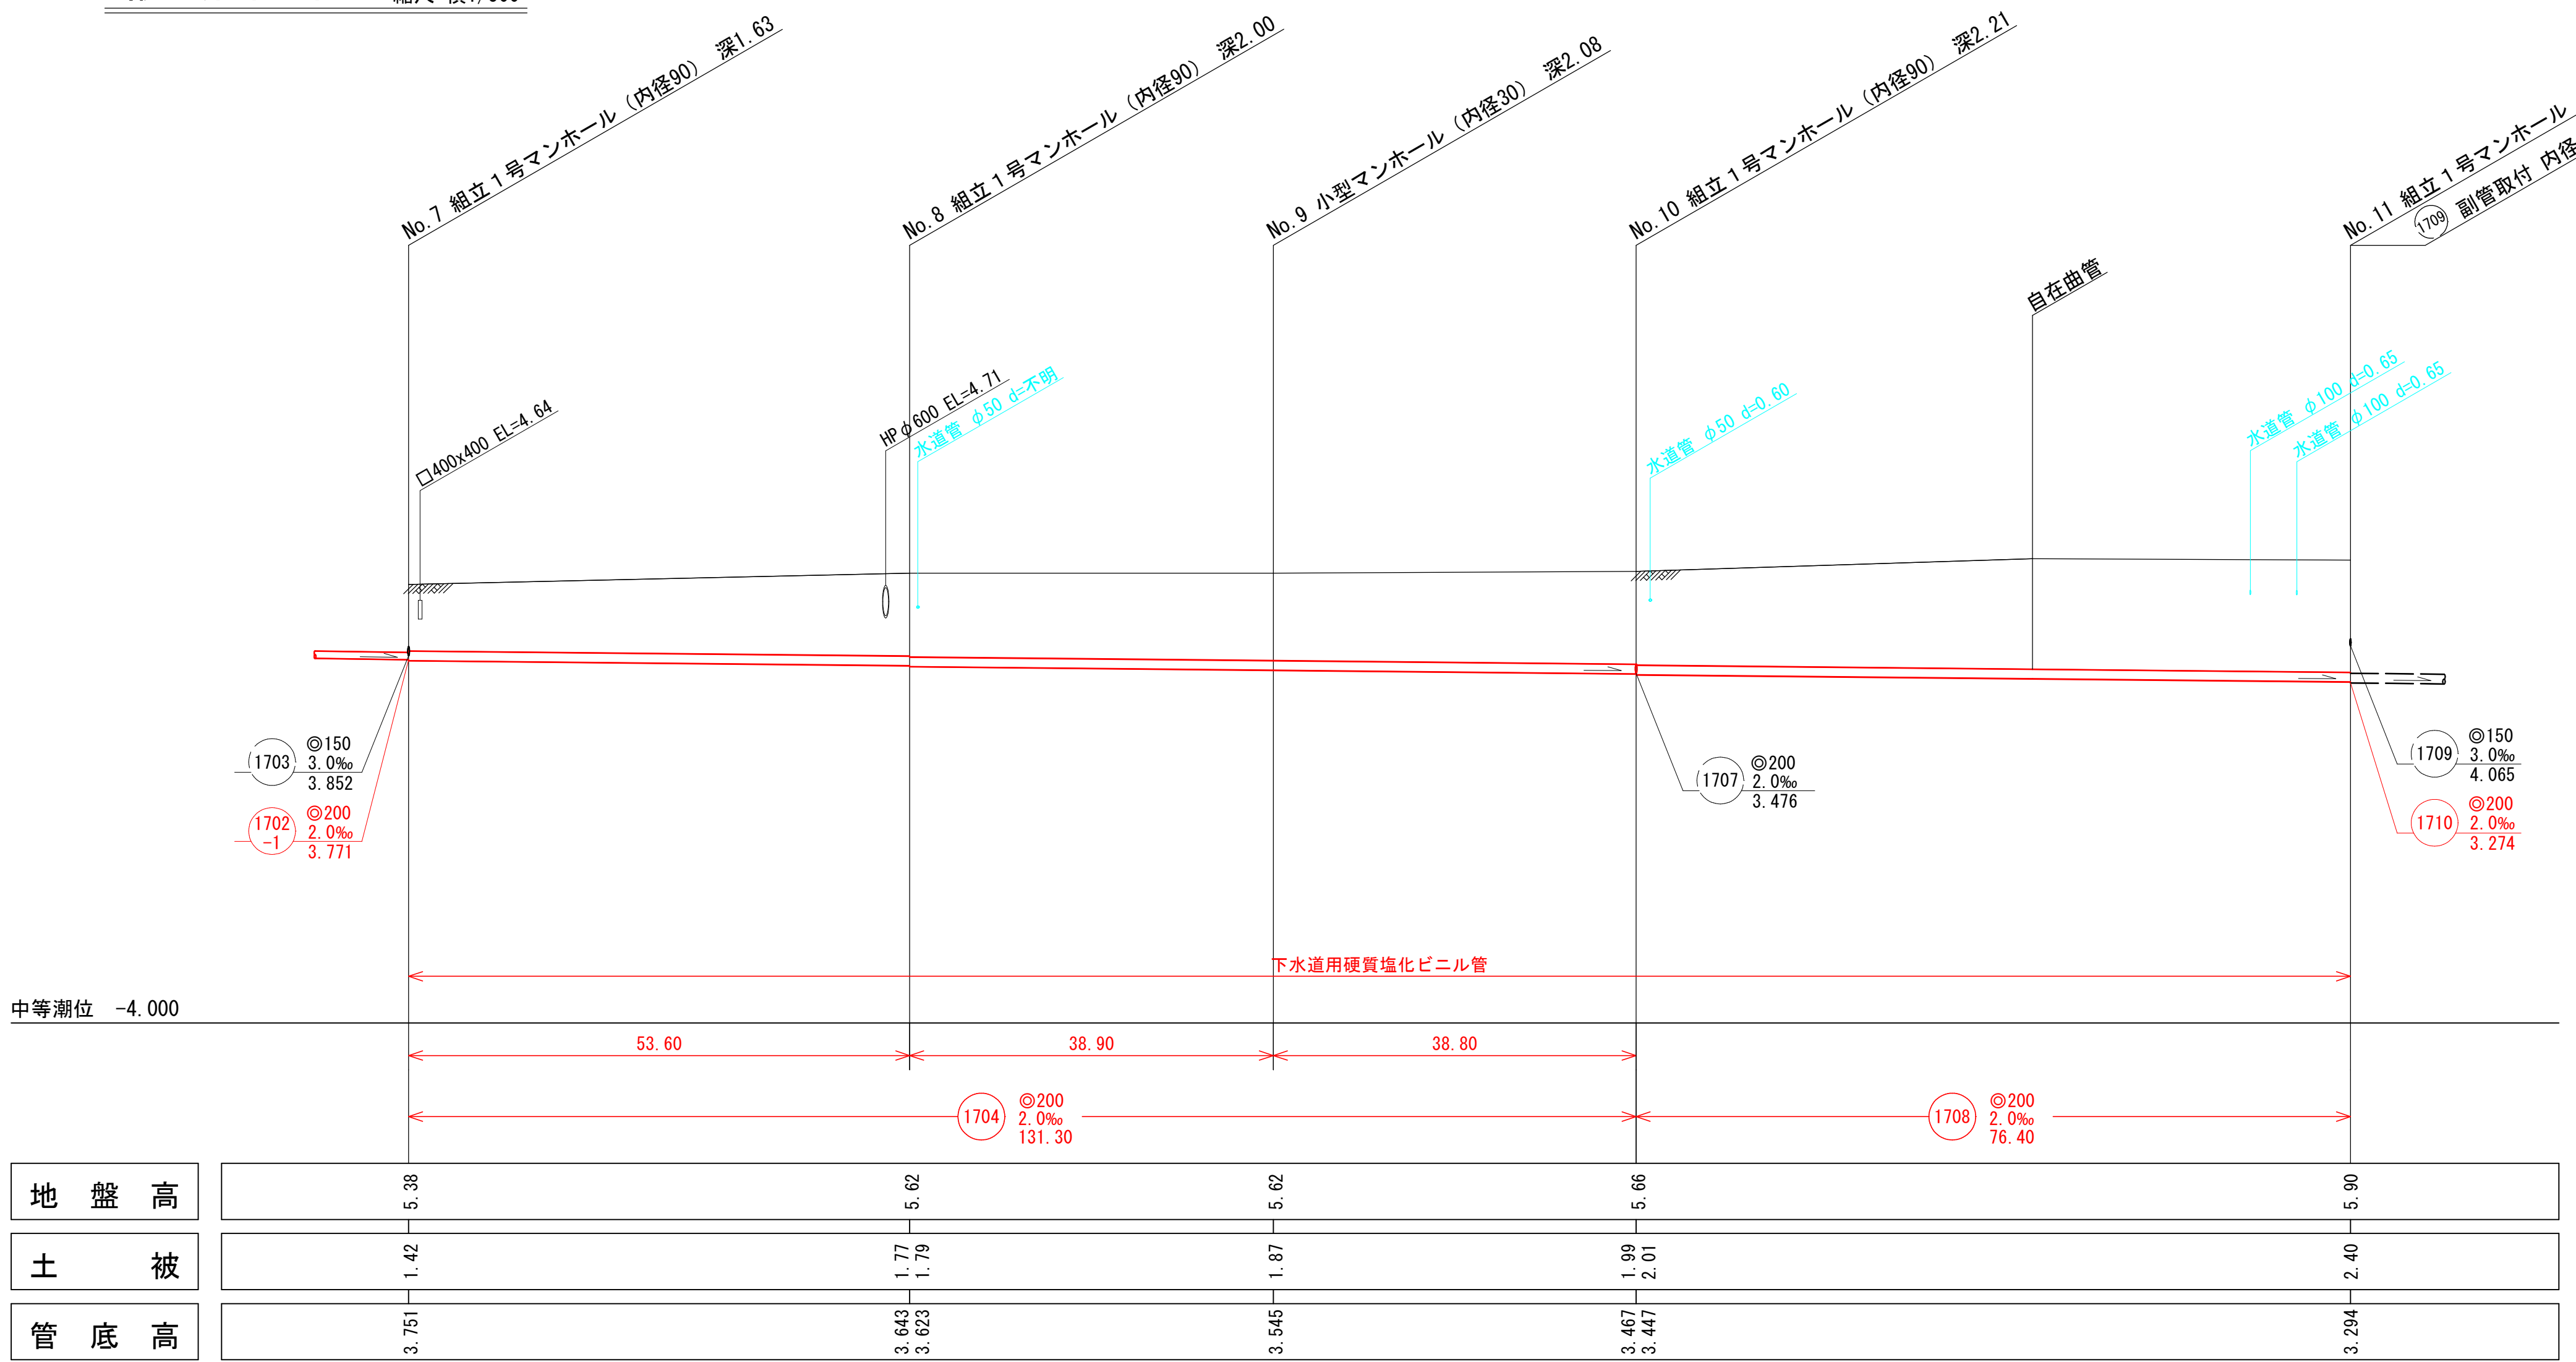 No.7 組立1号マンホール（内径90） 深1.63
No.8 組立1号マンホール（内径90） 深2.00
No.9 小型マンホール（内径30） 深2.08
No.10 組立1号マンホール（内径90） 深2.21
No.11 組立1号マンホール
1709 副管取付 内径
自在曲管
□400x400 EL=4.64
HPφ600 EL=4.71
水道管 φ50 d=不明
水道管 φ50 d=0.60
水道管 φ100 d=0.65
水道管 φ100 d=0.65
1703 ◎150
3.0‰
3.852
1702
-1
◎200
2.0‰
3.771
1707 ◎200
2.0‰
3.476
1709 ◎150
3.0‰
4.065
1710 ◎200
2.0‰
3.274
下水道用硬質塩化ビニル管
中等潮位 -4.000
53.60 38.90 38.80
1704 ◎200
2.0‰
131.30
1708 ◎200
2.0‰
76.40
地盤高 5.38 5.62 5.62 5.66 5.90
土被 1.42 1.77 1.79 1.87 1.99 2.01 2.40
管底高 3.751 3.643 3.623 3.545 3.467 3.447 3.294